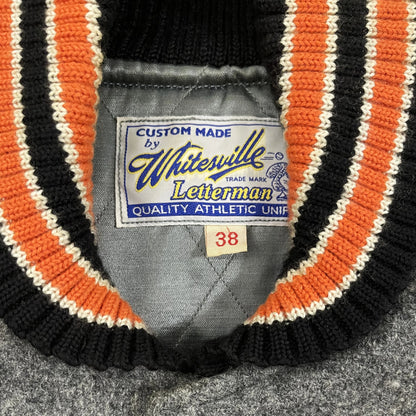 CUSTOM MADE
by
Whitesville
TRADE MARK
Letterman
QUALITY ATHLETIC UNIF
38